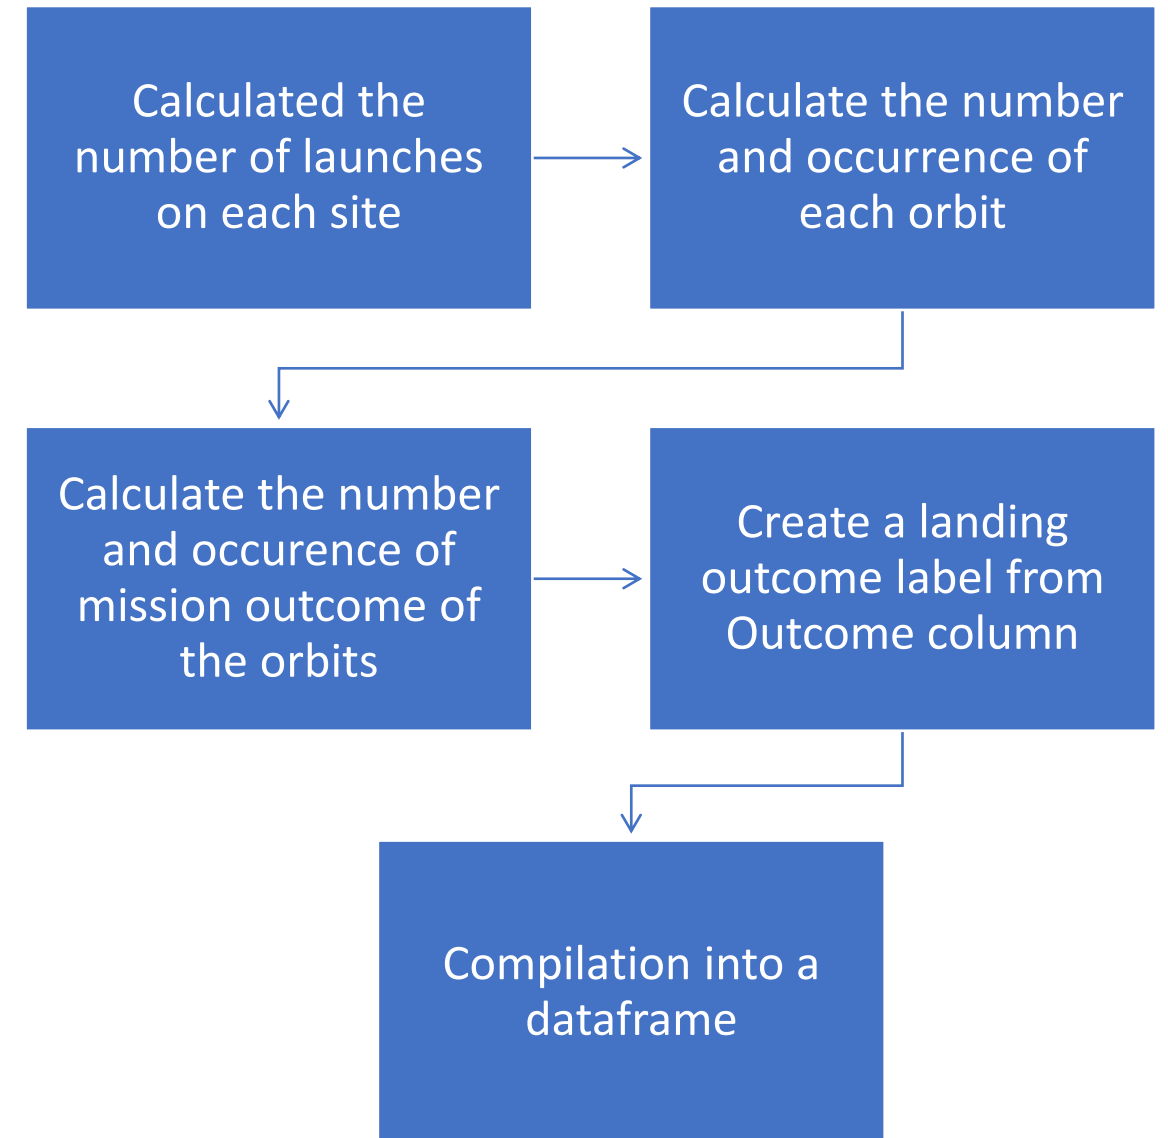 Calculated the
number of launches
on each site
Calculate the number
and occurrence of
each orbit
Calculate the number
and occurence of
mission outcome of
the orbits
Create a landing
outcome label from
Outcome column
Compilation into a
dataframe